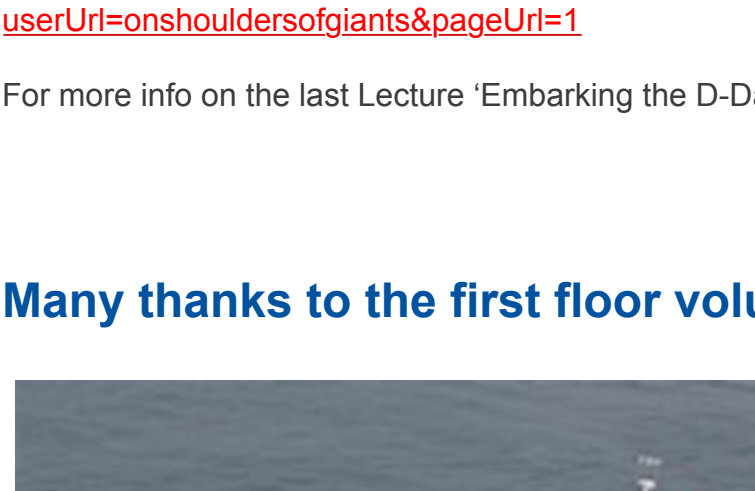 userUrl=onshouldersofgiants&pageUrl=1
For more info on the last Lecture ‘Embarking the D-Da
Many thanks to the first floor volu